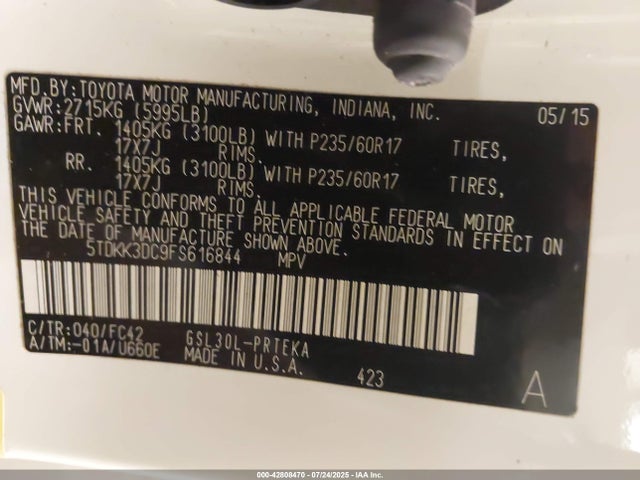 MFD.BY:TOYOTA MOTOR MANUFACTURING, INDIANA, INC. 05/15
GVWR:2715KG (5995LB)
GAWR:FRT. 1405KG (3100LB) WITH P235/60R17 TIRES,
17X7J RIMS.
RR. 1405KG (3100LB) WITH P235/60R17 TIRES,
17X7J RIMS.
THIS VEHICLE CONFORMS TO ALL APPLICABLE FEDERAL MOTOR
VEHICLE SAFETY AND THEFT PREVENTION STANDARDS IN EFFECT ON
THE DATE OF MANUFACTURE SHOWN ABOVE.
5TDKK3DC9FS616844 MPV
C/TR:040/FC42 GSL30L-PRTEKA
A/TM:-01A/U660E MADE IN U.S.A.
423 A
000-42808470 - 07/24/2025 - IAA Inc.